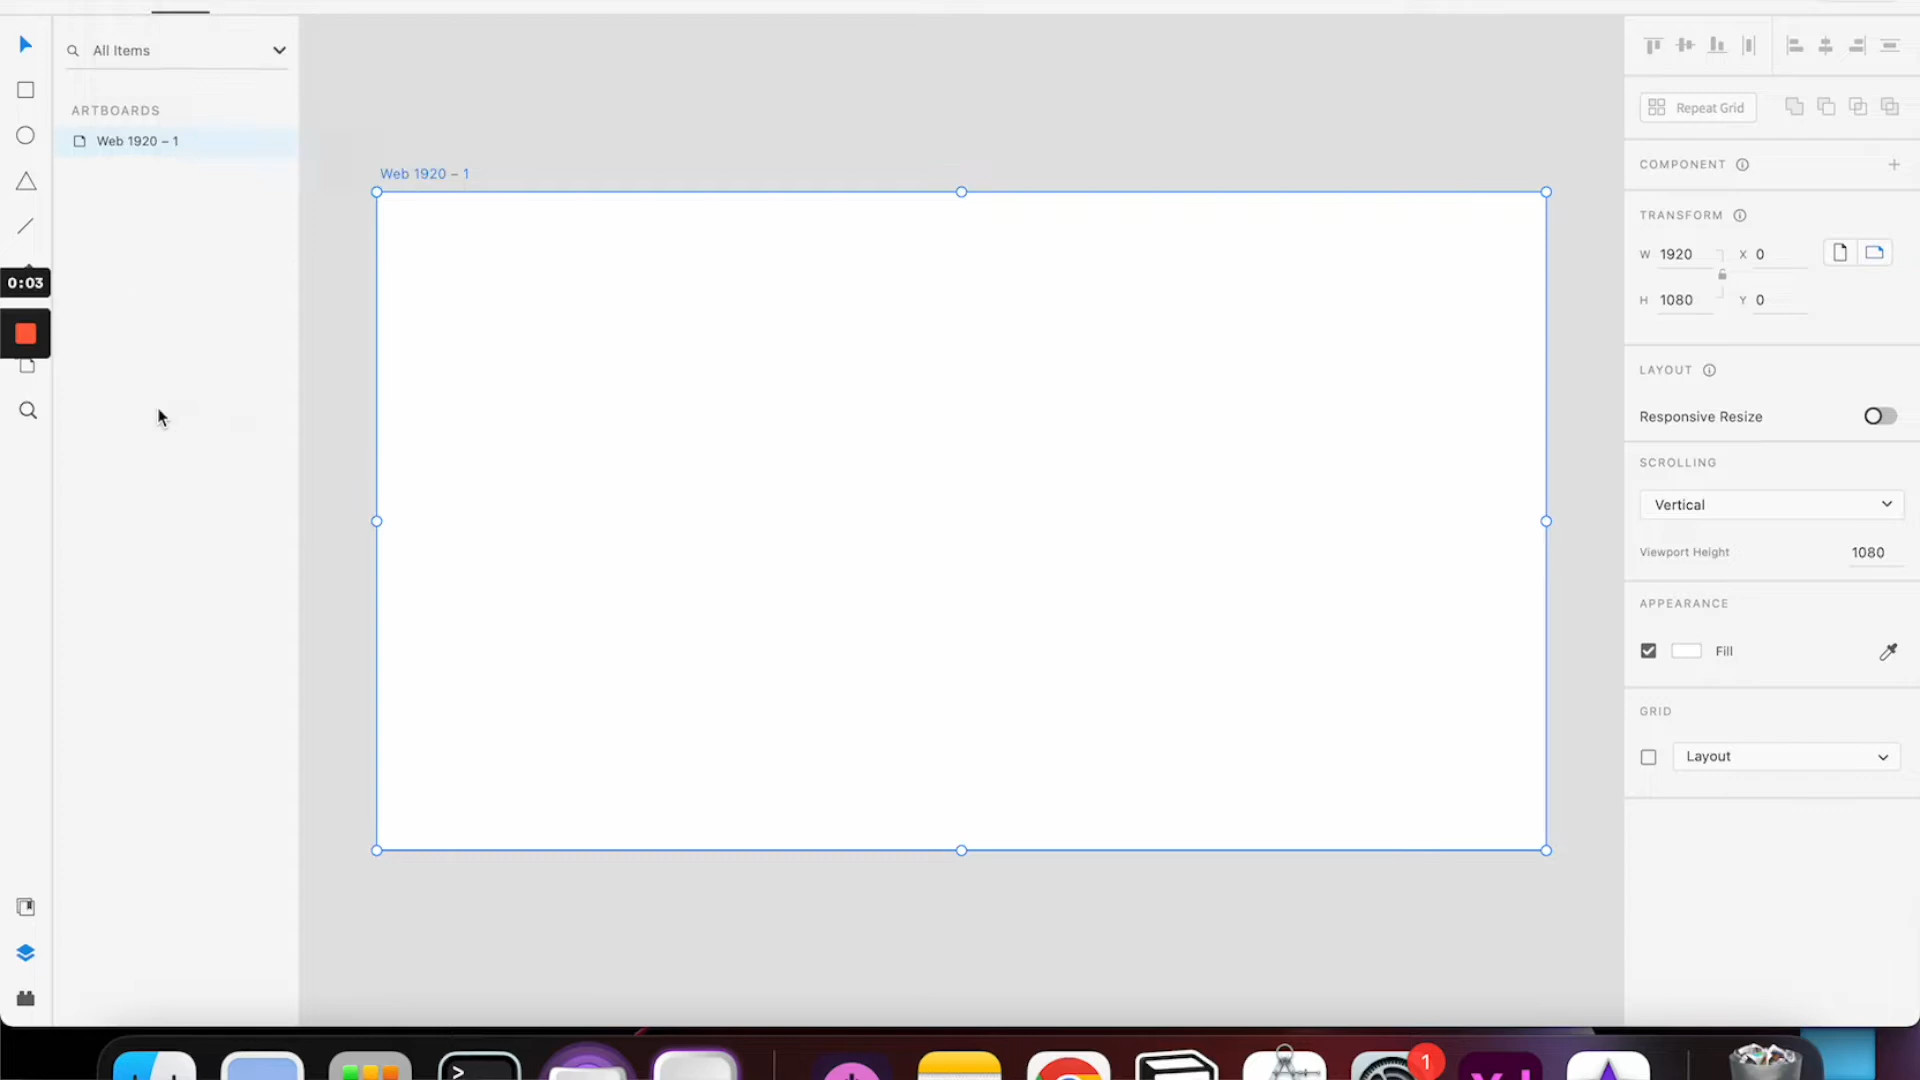 All Items
ARTBOARDS
Web 1920 – 1
0:03
Web 1920 – 1
Repeat Grid
COMPONENT
TRANSFORM
W 1920 X 0
H 1080 Y 0
LAYOUT
Responsive Resize
SCROLLING
Vertical
Viewport Height 1080
APPEARANCE
Fill
GRID
Layout
1